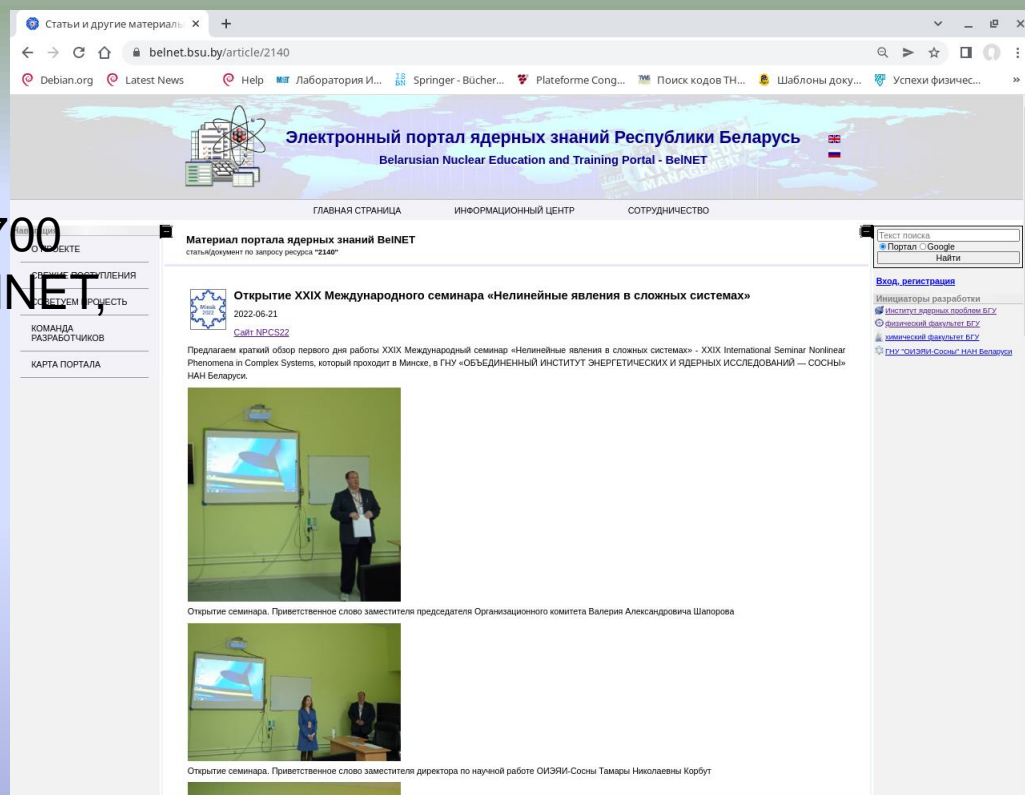 Статьи и другие материалы
belnet.bsu.by/article/2140
Debian.org Latest News Help Лаборатория И... Springer - Bücher... Plateforme Cong... Поиск кодов ТН... Шаблоны доку... Успехи физичес... »
Электронный портал ядерных знаний Республики Беларусь
Belarusian Nuclear Education and Training Portal - BelNET
ГЛАВНАЯ СТРАНИЦА ИНФОРМАЦИОННЫЙ ЦЕНТР СОТРУДНИЧЕСТВО
700
NET,
О ПРОЕКТЕ
СВЕЖИЕ ПОСТУПЛЕНИЯ
СОВЕТУЕМ ПРОЧЕСТЬ
КОМАНДА
РАЗРАБОТЧИКОВ
КАРТА ПОРТАЛА
Материал портала ядерных знаний BelNET
статья/документ по запросу ресурса "2140"
Открытие XXIX Международного семинара «Нелинейные явления в сложных системах»
Minsk
2022
2022-06-21
Сайт NPCS22
Предлагаем краткий обзор первого дня работы XXIX Международный семинар «Нелинейные явления в сложных системах» - XXIX International Seminar Nonlinear
Phenomena in Complex Systems, который проходит в Минске, в ГНУ «ОБЪЕДИНЕННЫЙ ИНСТИТУТ ЭНЕРГЕТИЧЕСКИХ И ЯДЕРНЫХ ИССЛЕДОВАНИЙ — СОСНЫ»
НАН Беларуси.
Открытие семинара. Приветственное слово заместителя председателя Организационного комитета Валерия Александровича Шапорова
Открытие семинара. Приветственное слово заместителя директора по научной работе ОИЭЯИ-Сосны Тамары Николаевны Корбут
Текст поиска
Портал Google
Найти
Вход, регистрация
Инициаторы разработки
Институт ядерных проблем БГУ
физический факультет БГУ
химический факультет БГУ
ГНУ "ОИЭЯИ-Сосны" НАН Беларуси